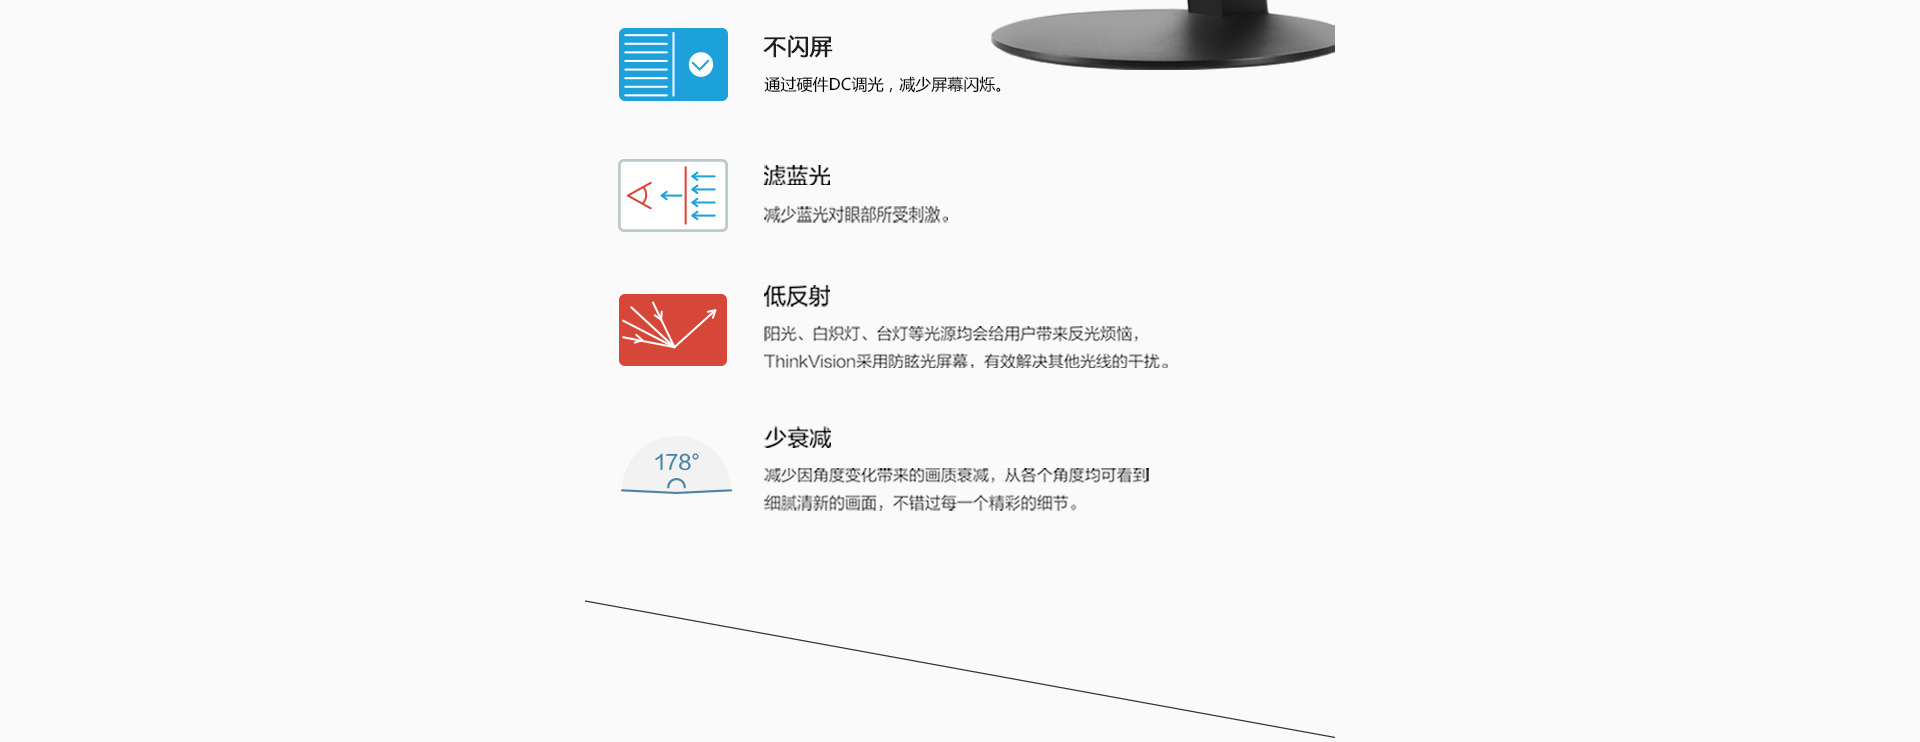 不闪屏
通过硬件DC调光，减少屏幕闪烁。
滤蓝光
减少蓝光对眼部所受刺激。
低反射
阳光、白炽灯、台灯等光源均会给用户带来反光烦恼，
ThinkVision采用防眩光屏幕，有效解决其他光线的干扰。
少衰减
178°
减少因角度变化带来的画质衰减，从各个角度均可看到
细腻清新的画面，不错过每一个精彩的细节。